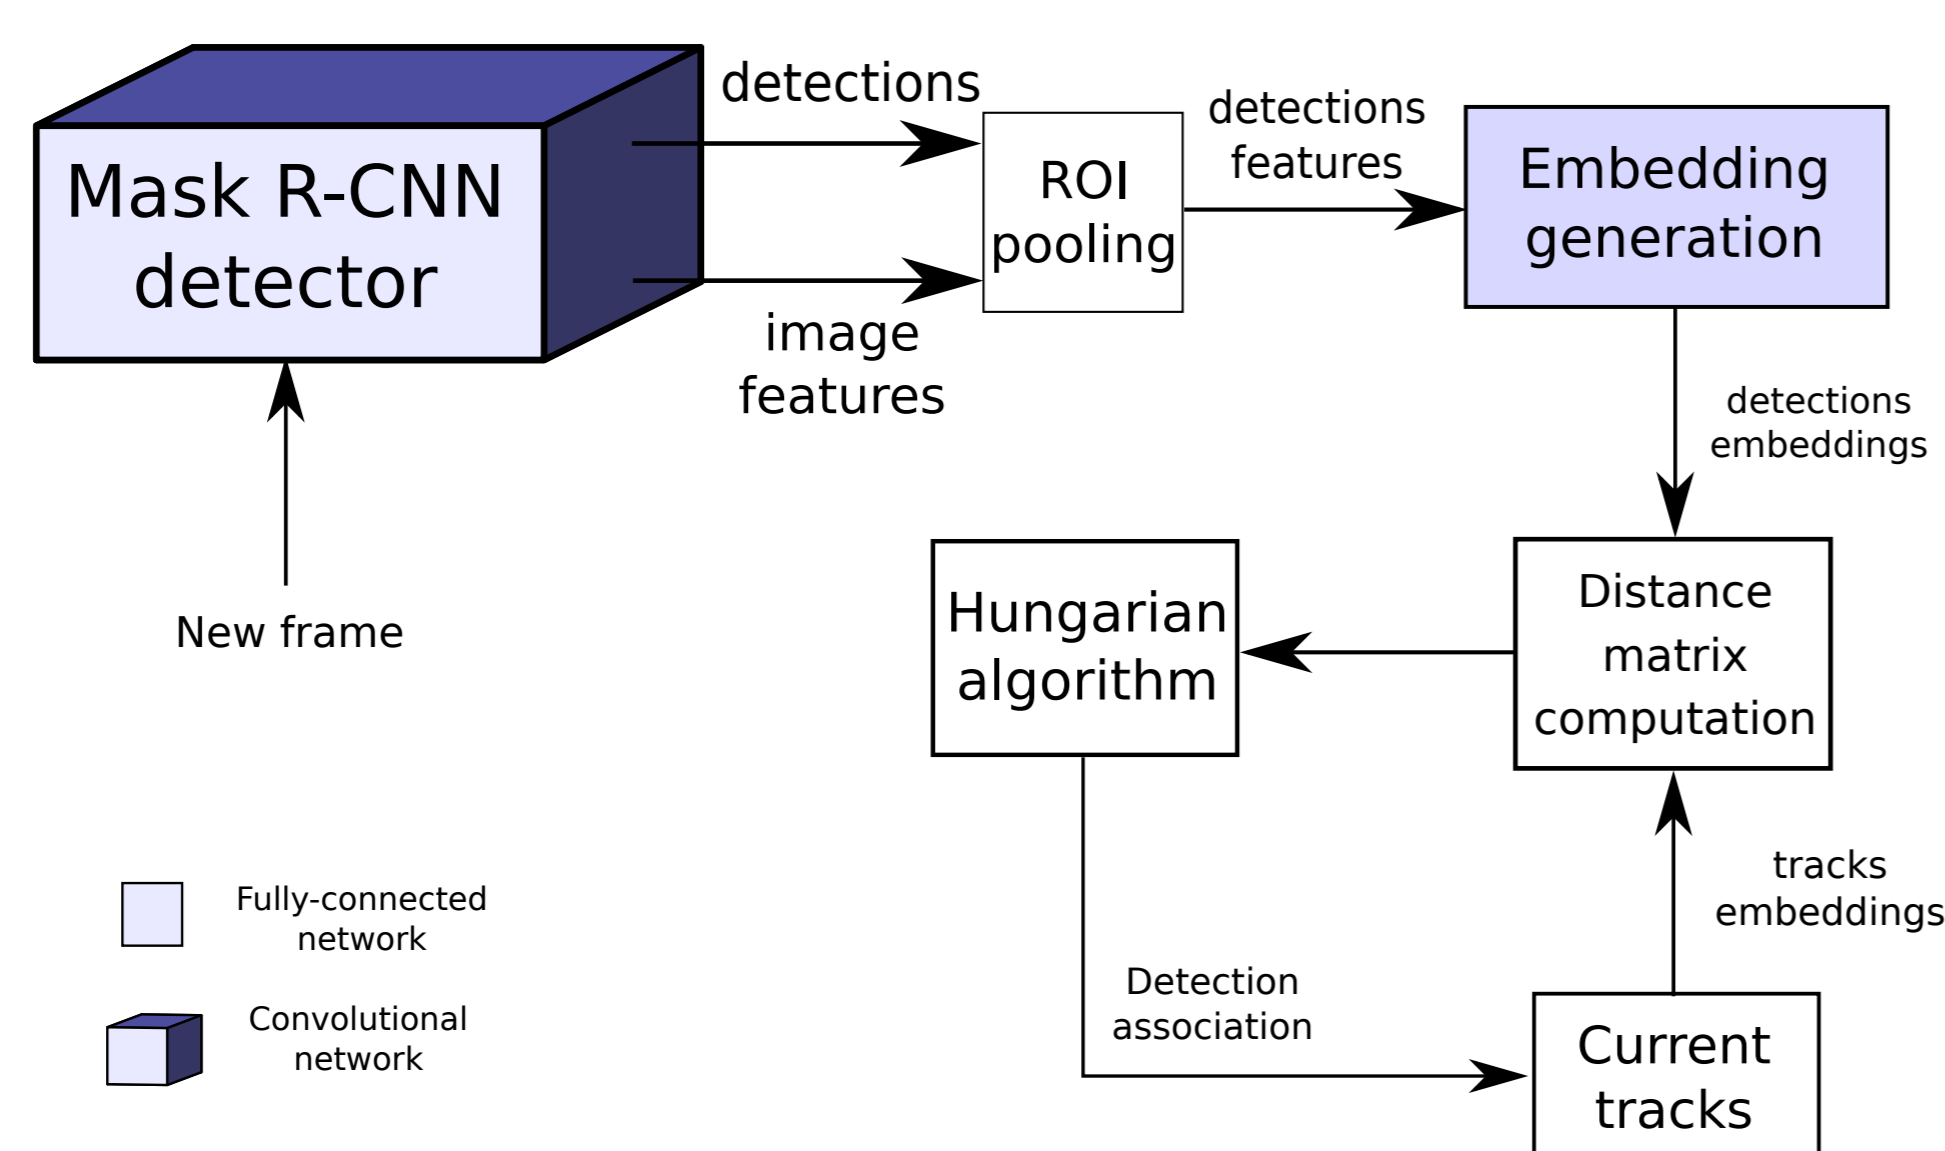 detections
Mask R-CNN
detector
image
features
ROI
pooling
detections
features
Embedding
generation
detections
embeddings
New frame
Hungarian
algorithm
Distance
matrix
computation
tracks
embeddings
Detection
association
Current
tracks
Fully-connected
network
Convolutional
network